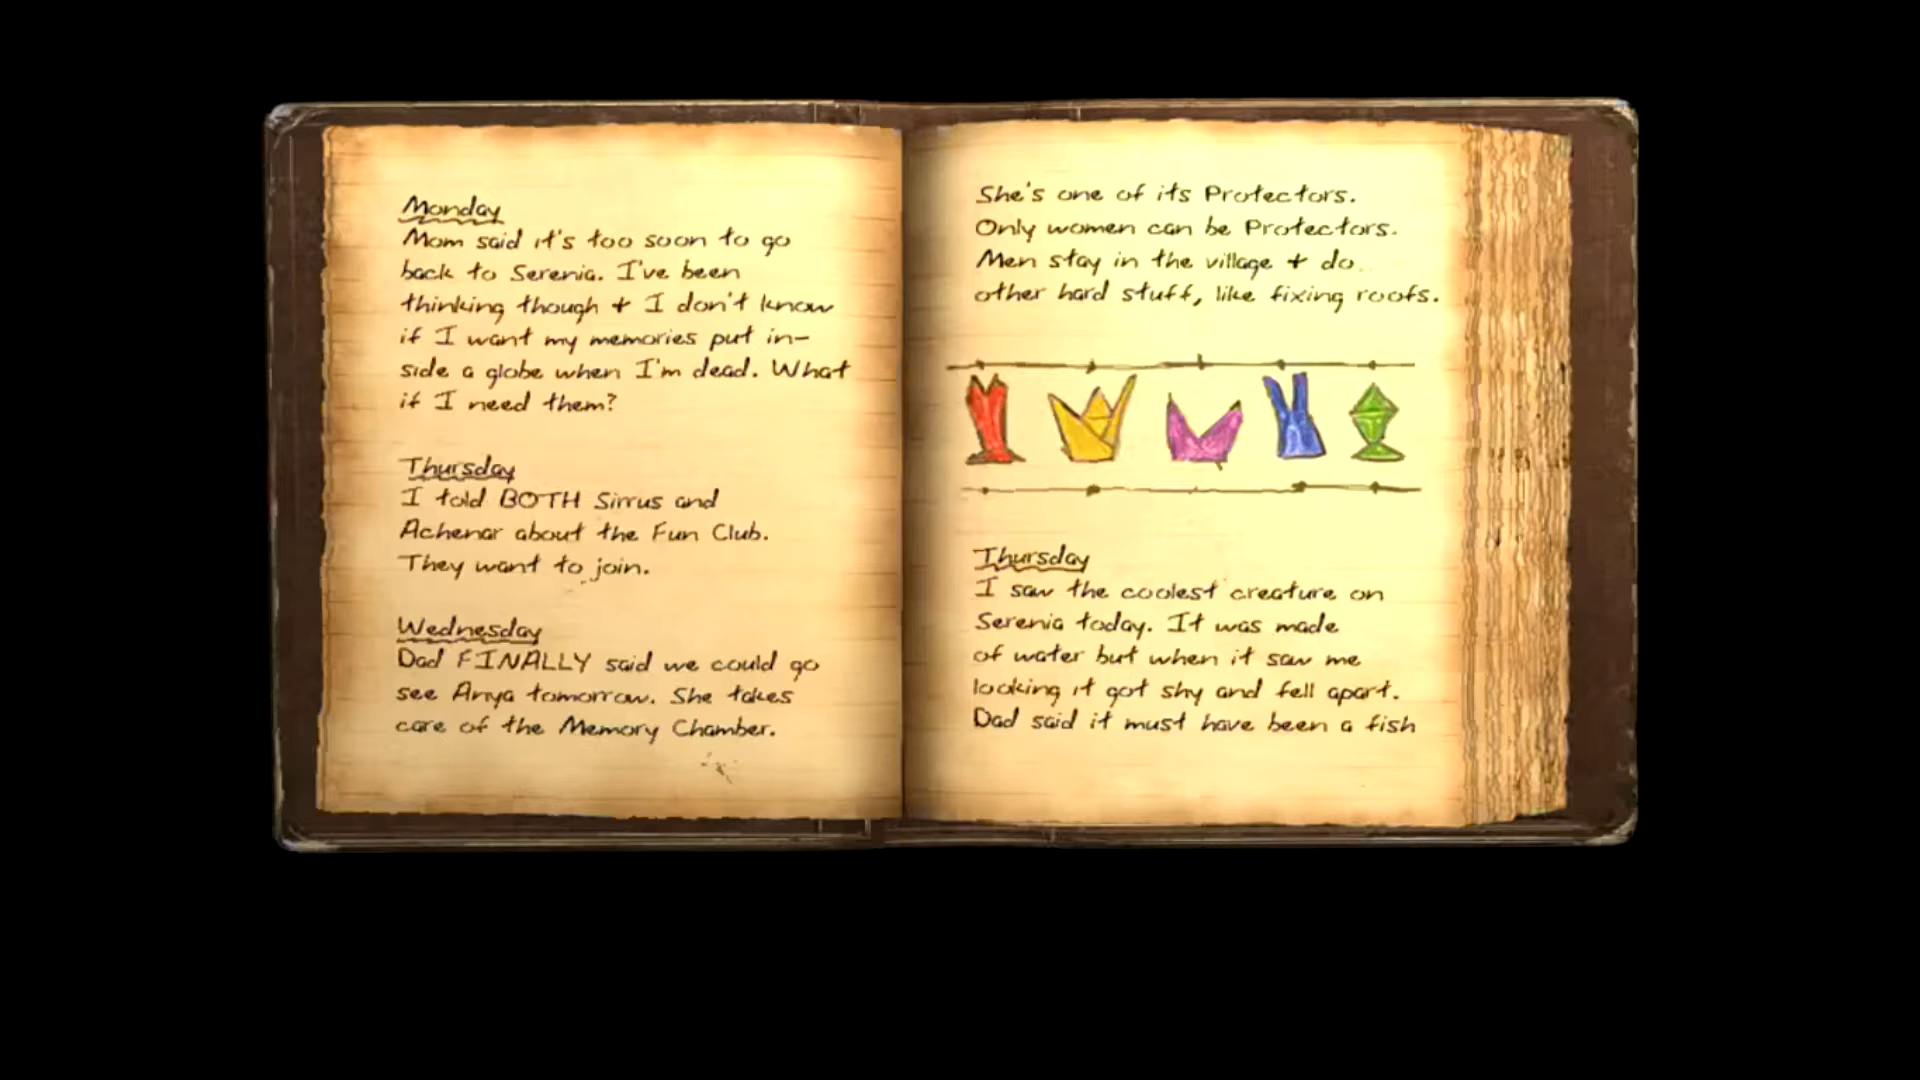 Monday
Mom said it's too soon to go
back to Serenia. I've been
thinking though + I don't know
if I want my memories put in-
side a globe when I'm dead. What
if I need them?
Thursday
I told BOTH Sirrus and
Achenar about the Fun Club.
They want to join.
Wednesday
Dad FINALLY said we could go
see Anya tomorrow. She takes
care of the Memory Chamber.
She's one of its Protectors.
Only women can be Protectors.
Men stay in the village + do
other hard stuff, like fixing roofs.
Thursday
I saw the coolest creature on
Serenia today. It was made
of water but when it saw me
looking it got shy and fell apart.
Dad said it must have been a fish